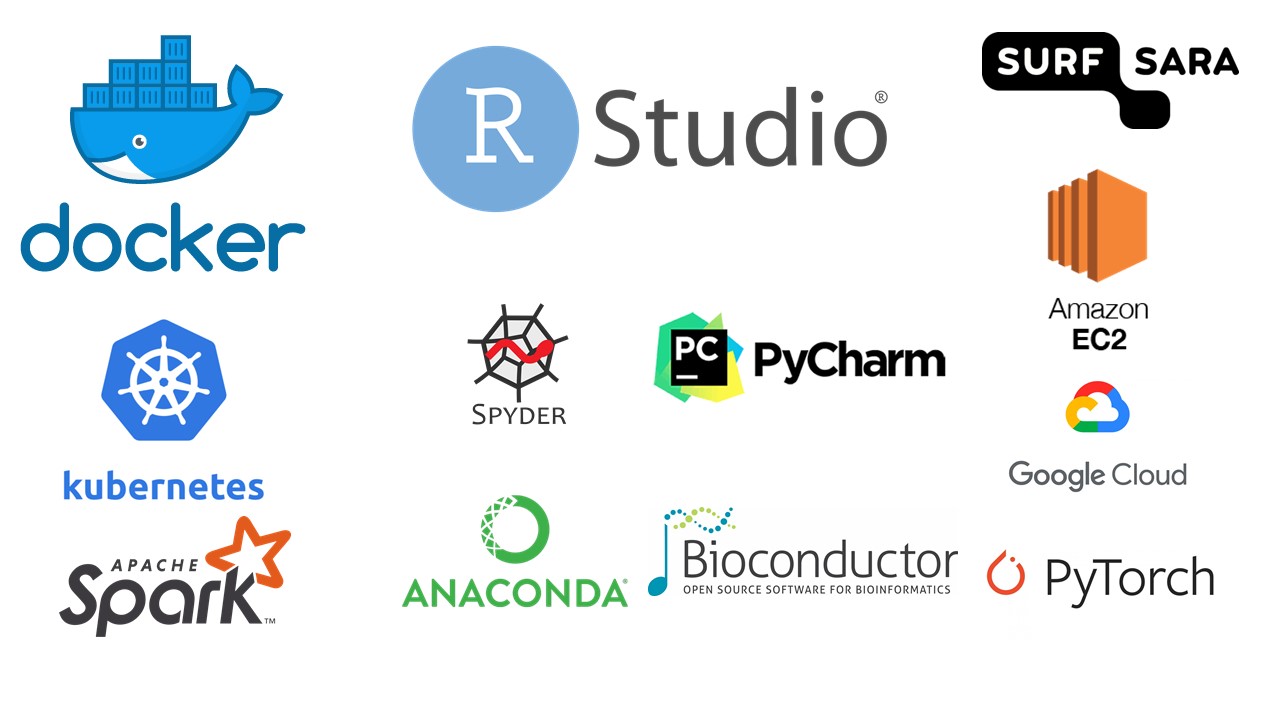 docker
R Studio®
SURF SARA
Amazon
EC2
kubernetes
SPYDER
PC
PyCharm
Google Cloud
APACHE
Spark™
ANACONDA®
Bioconductor
OPEN SOURCE SOFTWARE FOR BIOINFORMATICS
PyTorch